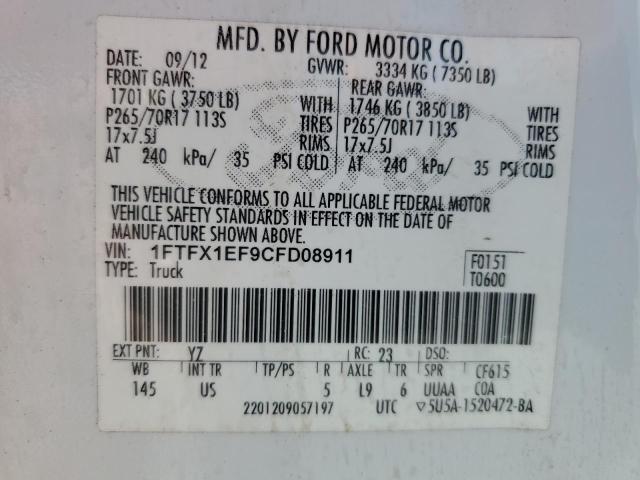 MFD. BY FORD MOTOR CO.
DATE: 09/12 GVWR: 3334 KG (7350 LB)
FRONT GAWR: REAR GAWR:
1701 KG (3750 LB) WITH 1746 KG (3850 LB) WITH
P265/70R17 113S TIRES P265/70R17 113S TIRES
17x7.5J RIMS 17x7.5J RIMS
AT 240 kPa/ 35 PSI COLD AT 240 kPa/ 35 PSI COLD
THIS VEHICLE CONFORMS TO ALL APPLICABLE FEDERAL MOTOR
VEHICLE SAFETY STANDARDS IN EFFECT ON THE DATE OF
MANUFACTURE SHOWN ABOVE.
VIN: 1FTFX1EF9CFD08911 F0151
TYPE: Truck T0600
EXT PNT: YZ RC: 23 DSO:
WB INT TR TP/PS R AXLE TR SPR CF615
145 US 5 L9 6 UUAA COA
2201209057197 UTC ▽5U5A-1520472-BA